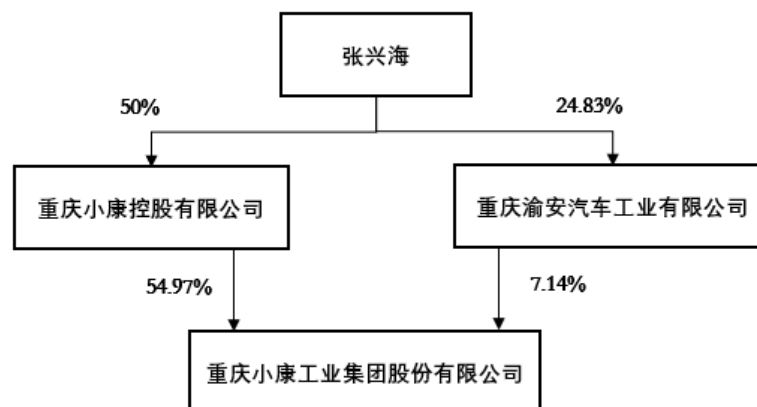 张兴海
50%
24.83%
重庆小康控股有限公司
重庆渝安汽车工业有限公司
54.97%
7.14%
重庆小康工业集团股份有限公司